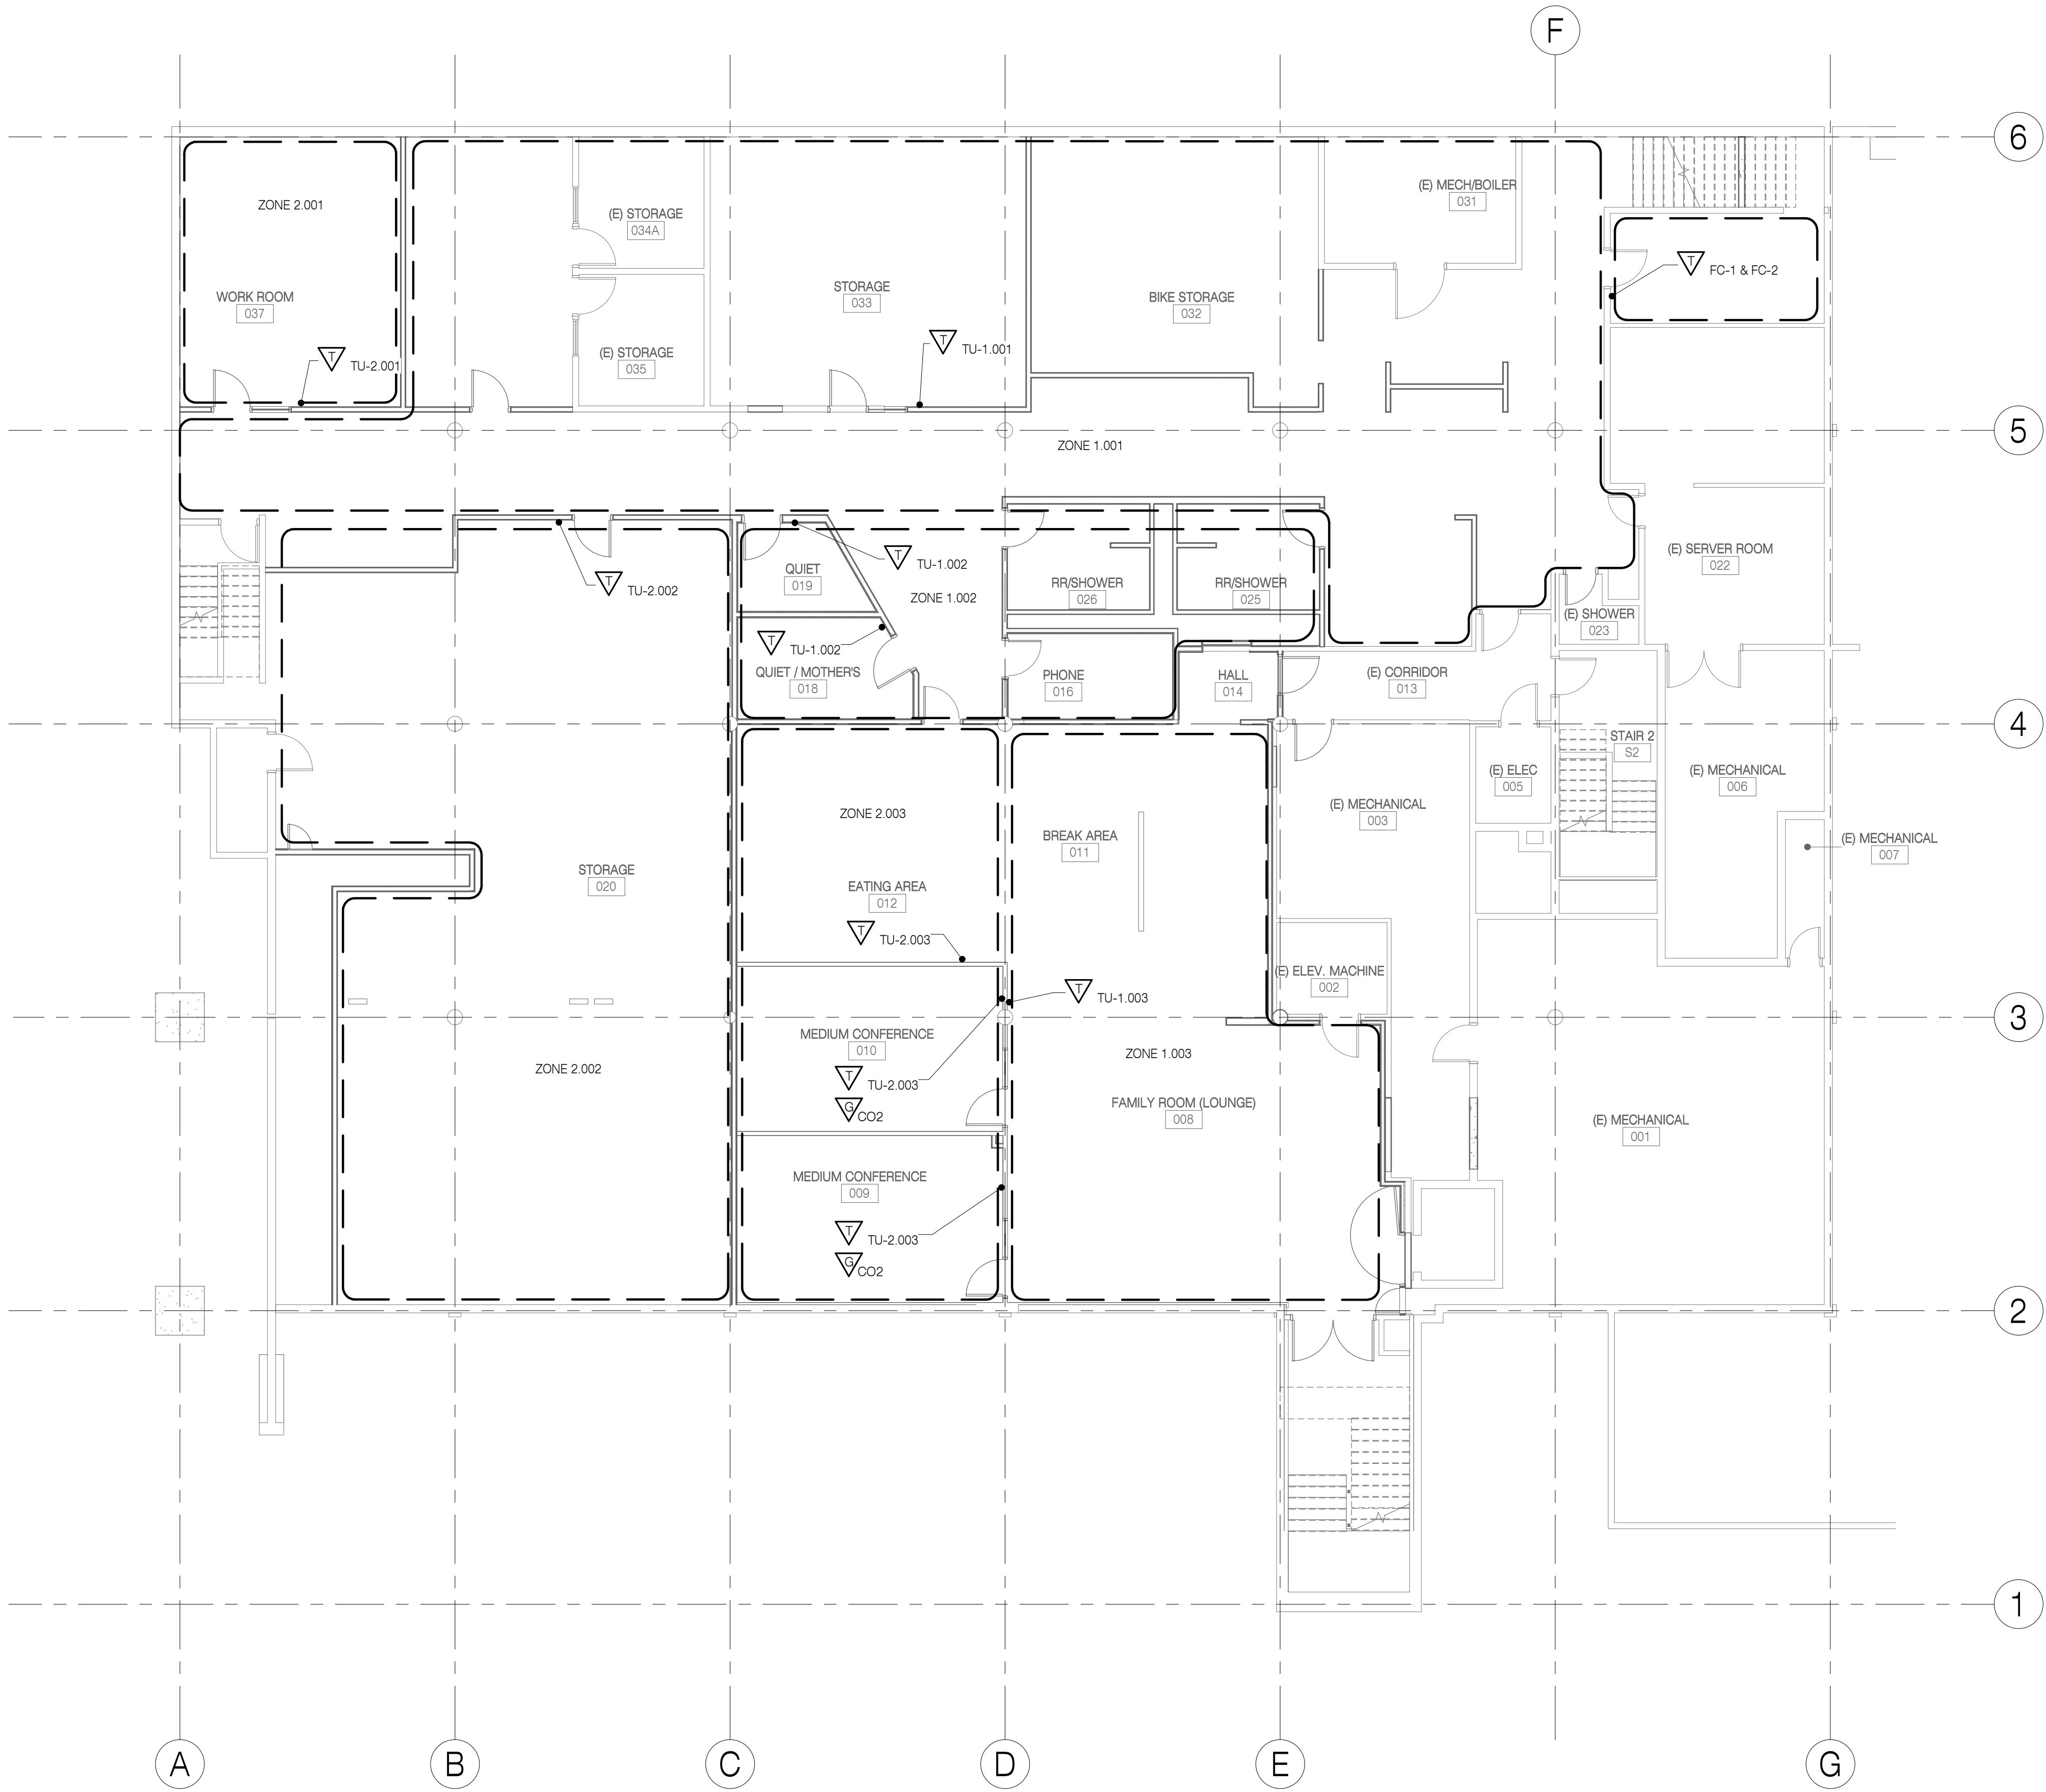 F
6
ZONE 2.001
(E) MECH/BOILER
031
(E) STORAGE
034A
T
FC-1 & FC-2
WORK ROOM
037
STORAGE
033
BIKE STORAGE
032
T
TU-2.001
(E) STORAGE
035
T
TU-1.001
5
ZONE 1.001
(E) SERVER ROOM
022
T
TU-1.002
QUIET
019
T
TU-2.002
ZONE 1.002
RR/SHOWER
026
RR/SHOWER
025
(E) SHOWER
023
T
TU-1.002
QUIET / MOTHER'S
018
PHONE
016
HALL
014
(E) CORRIDOR
013
4
STAIR 2
S2
(E) ELEC
005
(E) MECHANICAL
006
(E) MECHANICAL
003
ZONE 2.003
BREAK AREA
011
(E) MECHANICAL
007
STORAGE
020
EATING AREA
012
T
TU-2.003
(E) ELEV. MACHINE
002
T
TU-1.003
3
MEDIUM CONFERENCE
010
ZONE 1.003
ZONE 2.002
T
TU-2.003
G
CO2
FAMILY ROOM (LOUNGE)
008
(E) MECHANICAL
001
MEDIUM CONFERENCE
009
T
TU-2.003
G
CO2
2
1
A
B
C
D
E
G